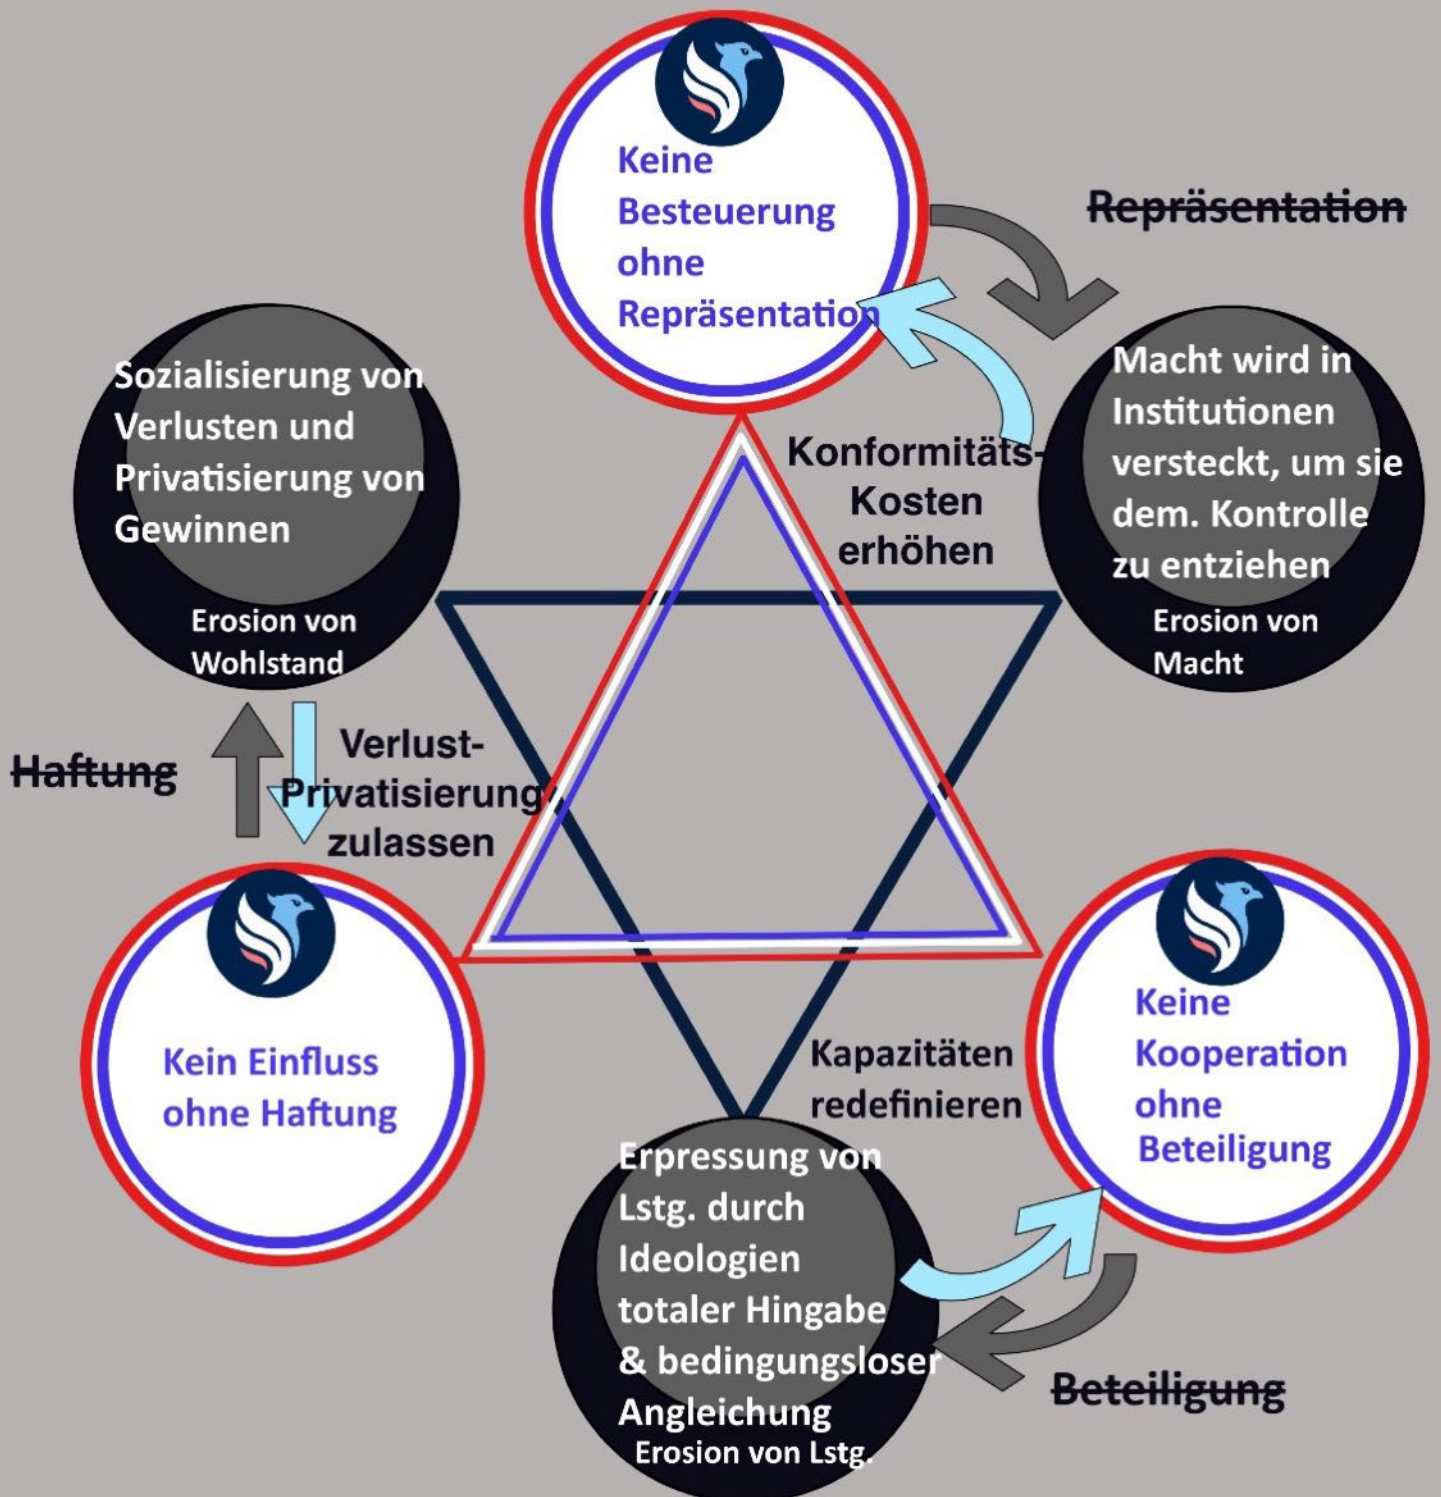 Keine
Besteuerung
ohne
Repräsentation
Repräsentation
Sozialisierung von
Verlusten und
Privatisierung von
Gewinnen
Erosion von
Wohlstand
Konformitäts-
Kosten
erhöhen
Macht wird in
Institutionen
versteckt, um sie
dem. Kontrolle
zu entziehen
Erosion von
Macht
Haftung
Verlust-
Privatisierung
zulassen
Kein Einfluss
ohne Haftung
Kapazitäten
redefinieren
Keine
Kooperation
ohne
Beteiligung
Erpressung von
Lstg. durch
Ideologien
totaler Hingabe
& bedingungsloser
Angleichung
Erosion von Lstg.
Beteiligung